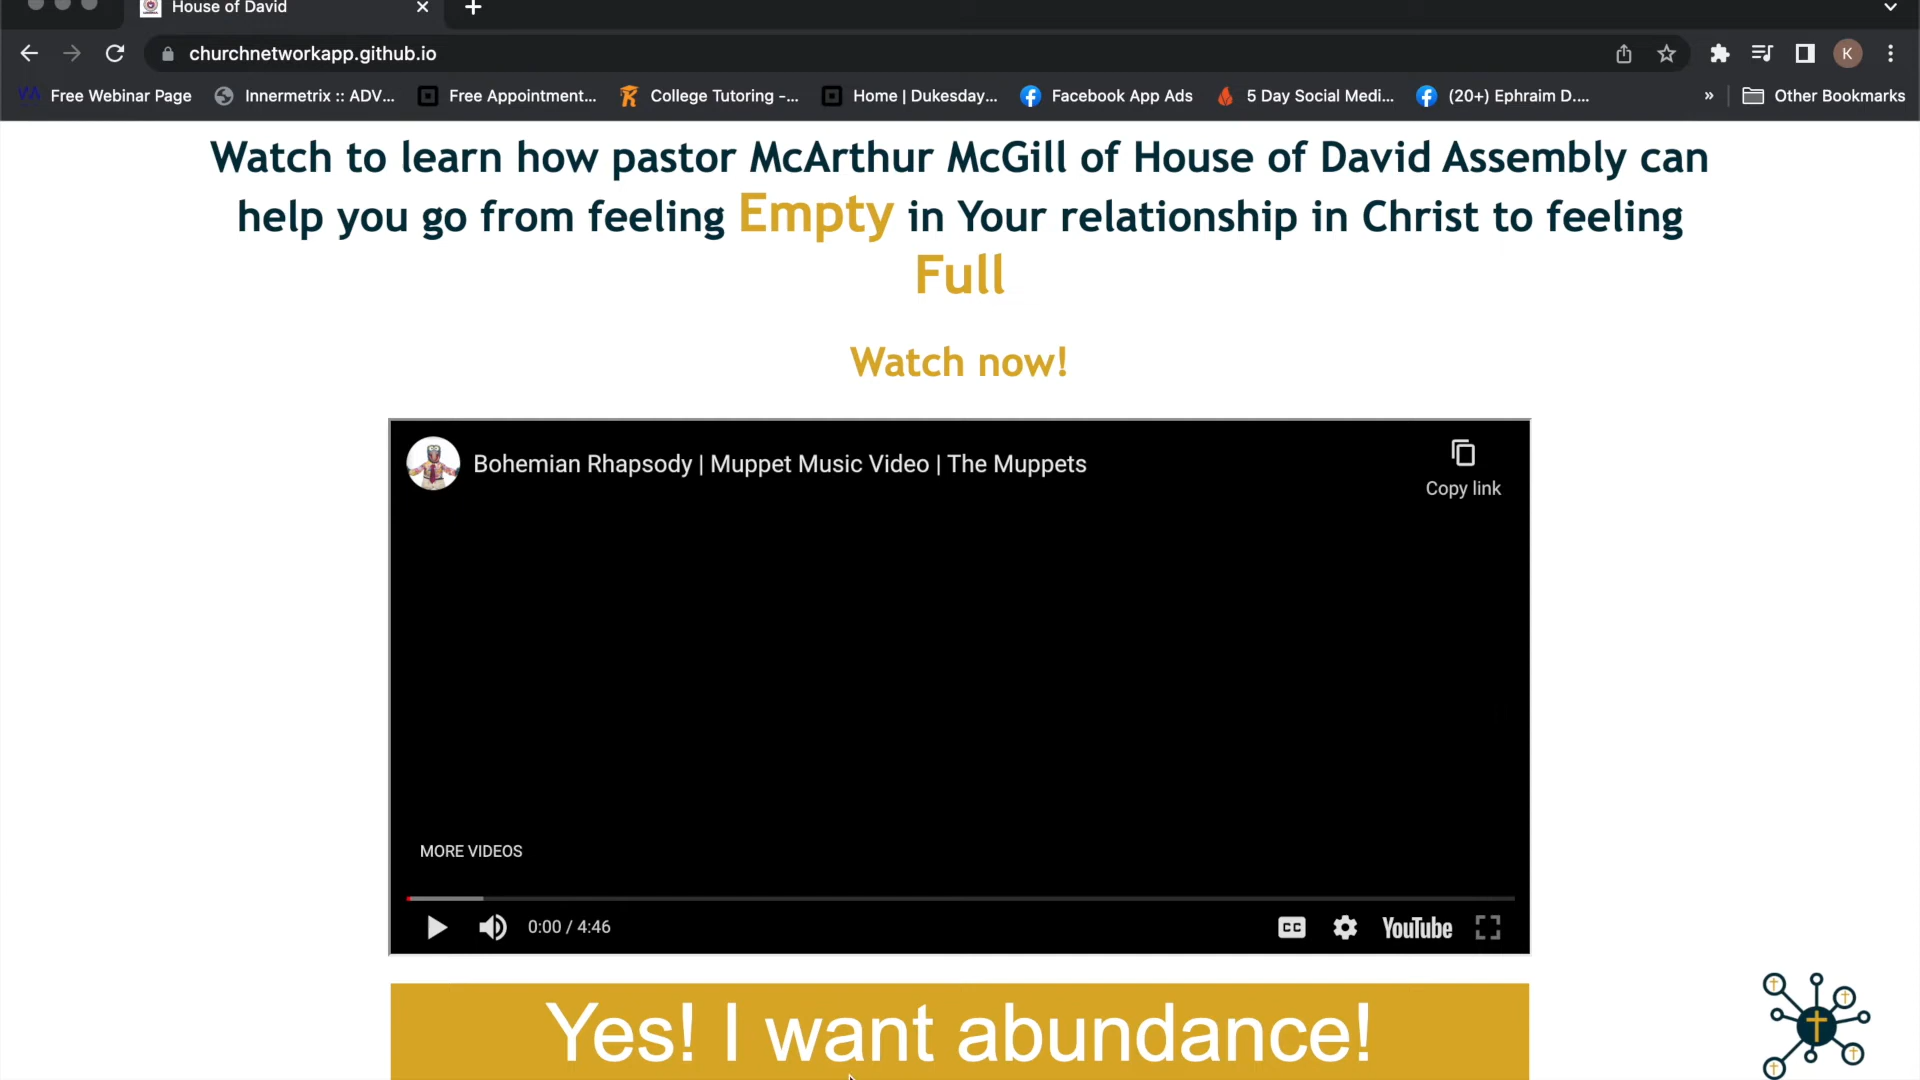 House of David
churchnetworkapp.github.io
K
Free Webinar Page
Innermetrix :: ADV...
Free Appointment...
College Tutoring -...
Home | Dukesday...
Facebook App Ads
5 Day Social Medi...
(20+) Ephraim D....
»
Other Bookmarks
Watch to learn how pastor McArthur McGill of House of David Assembly can
help you go from feeling Empty in Your relationship in Christ to feeling
Full
Watch now!
Bohemian Rhapsody | Muppet Music Video | The Muppets
Copy link
MORE VIDEOS
0:00 / 4:46
CC
YouTube
Yes! I want abundance!